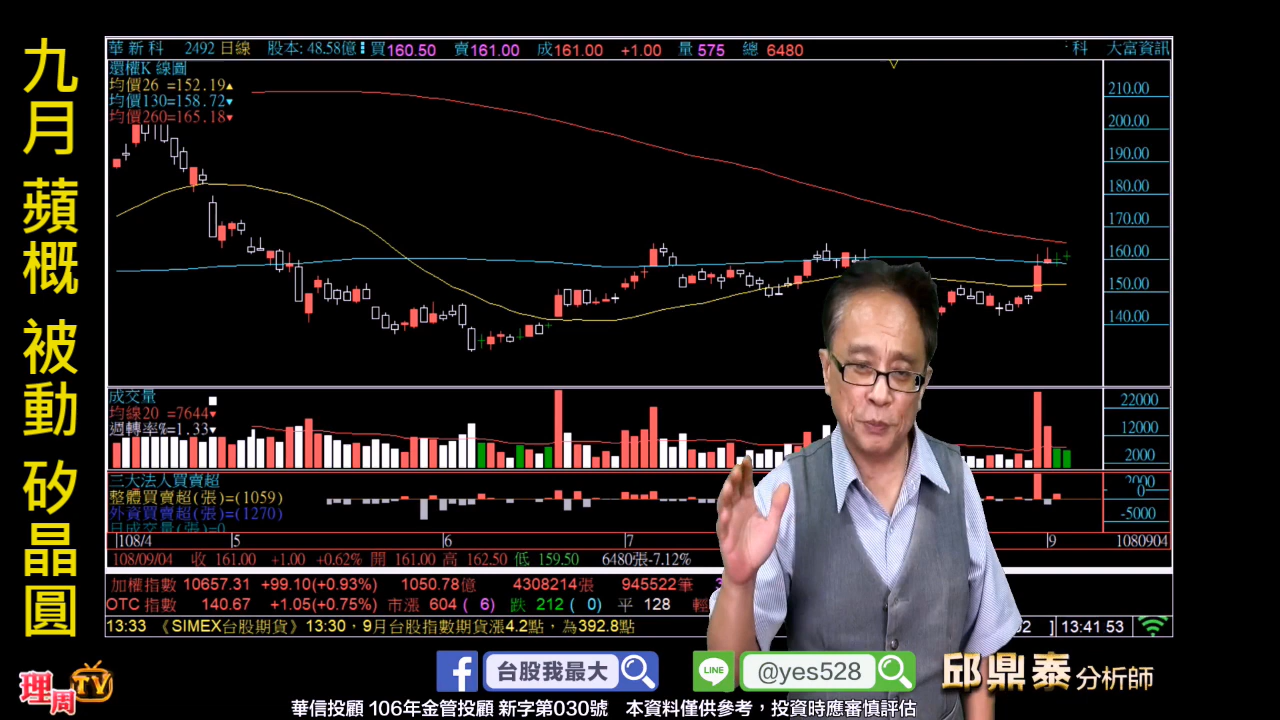 九月 蘋概 被動 矽晶圓
華新科 2492 日線 股本: 48.58億 買160.50 賣161.00 成161.00 +1.00 量 575 總 6480 科 大富資訊
還權K 線圖
均價26 =152.19▲
均價130=158.72▼
均價260=165.18▼
210.00
200.00
190.00
180.00
170.00
160.00
150.00
140.00
成交量
均線20 =7644▼
週轉率%=1.33▼
22000
12000
2000
三大法人買賣超
整體買賣超(張)=(1059)
外資買賣超(張)=(1270)
日成交量(張)=0
2000
0
-5000
108/4 5 6 7 9 1080904
108/09/04 收 161.00 +1.00 +0.62% 開 161.00 高 162.50 低 159.50 6480張-7.12%
加權指數 10657.31 +99.10(+0.93%) 1050.78億 4308214張 945522筆
OTC 指數 140.67 +1.05(+0.75%) 市漲 604 ( 6) 跌 212 ( 0) 平 128
13:33 《SIMEX台股期貨》13:30，9月台股指數期貨漲4.2點，為392.8點 ] 13:41 53
台股我最大
LINE @yes528
邱鼎泰 分析師
理周TV
華信投顧 106年金管投顧 新字第030號 本資料僅供參考，投資時應審慎評估